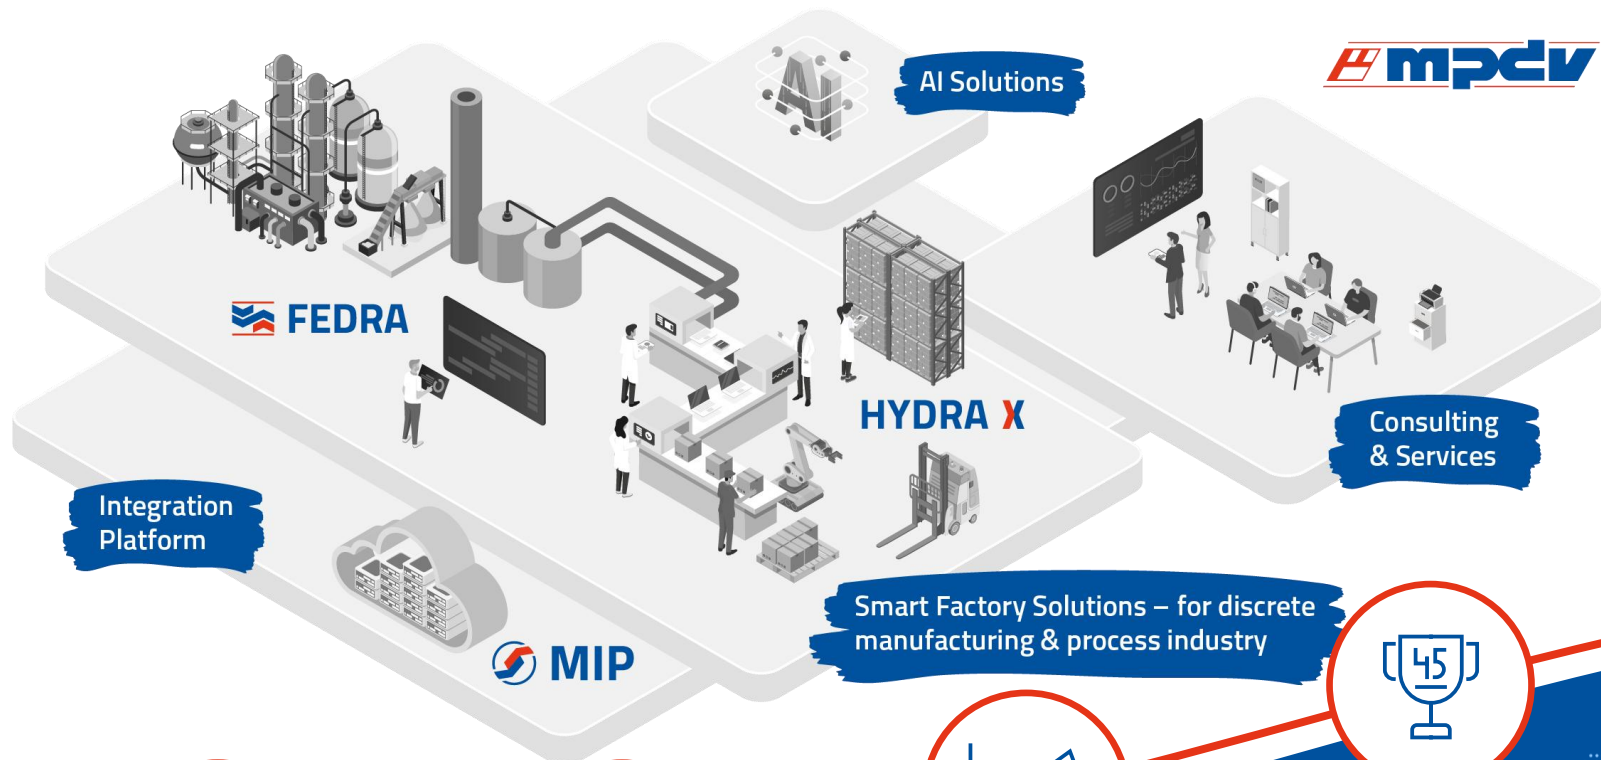 AI Solutions
mpdv
AI
FEDRA
HYDRA X
Consulting
& Services
Integration
Platform
MIP
Smart Factory Solutions – for discrete
manufacturing & process industry
45